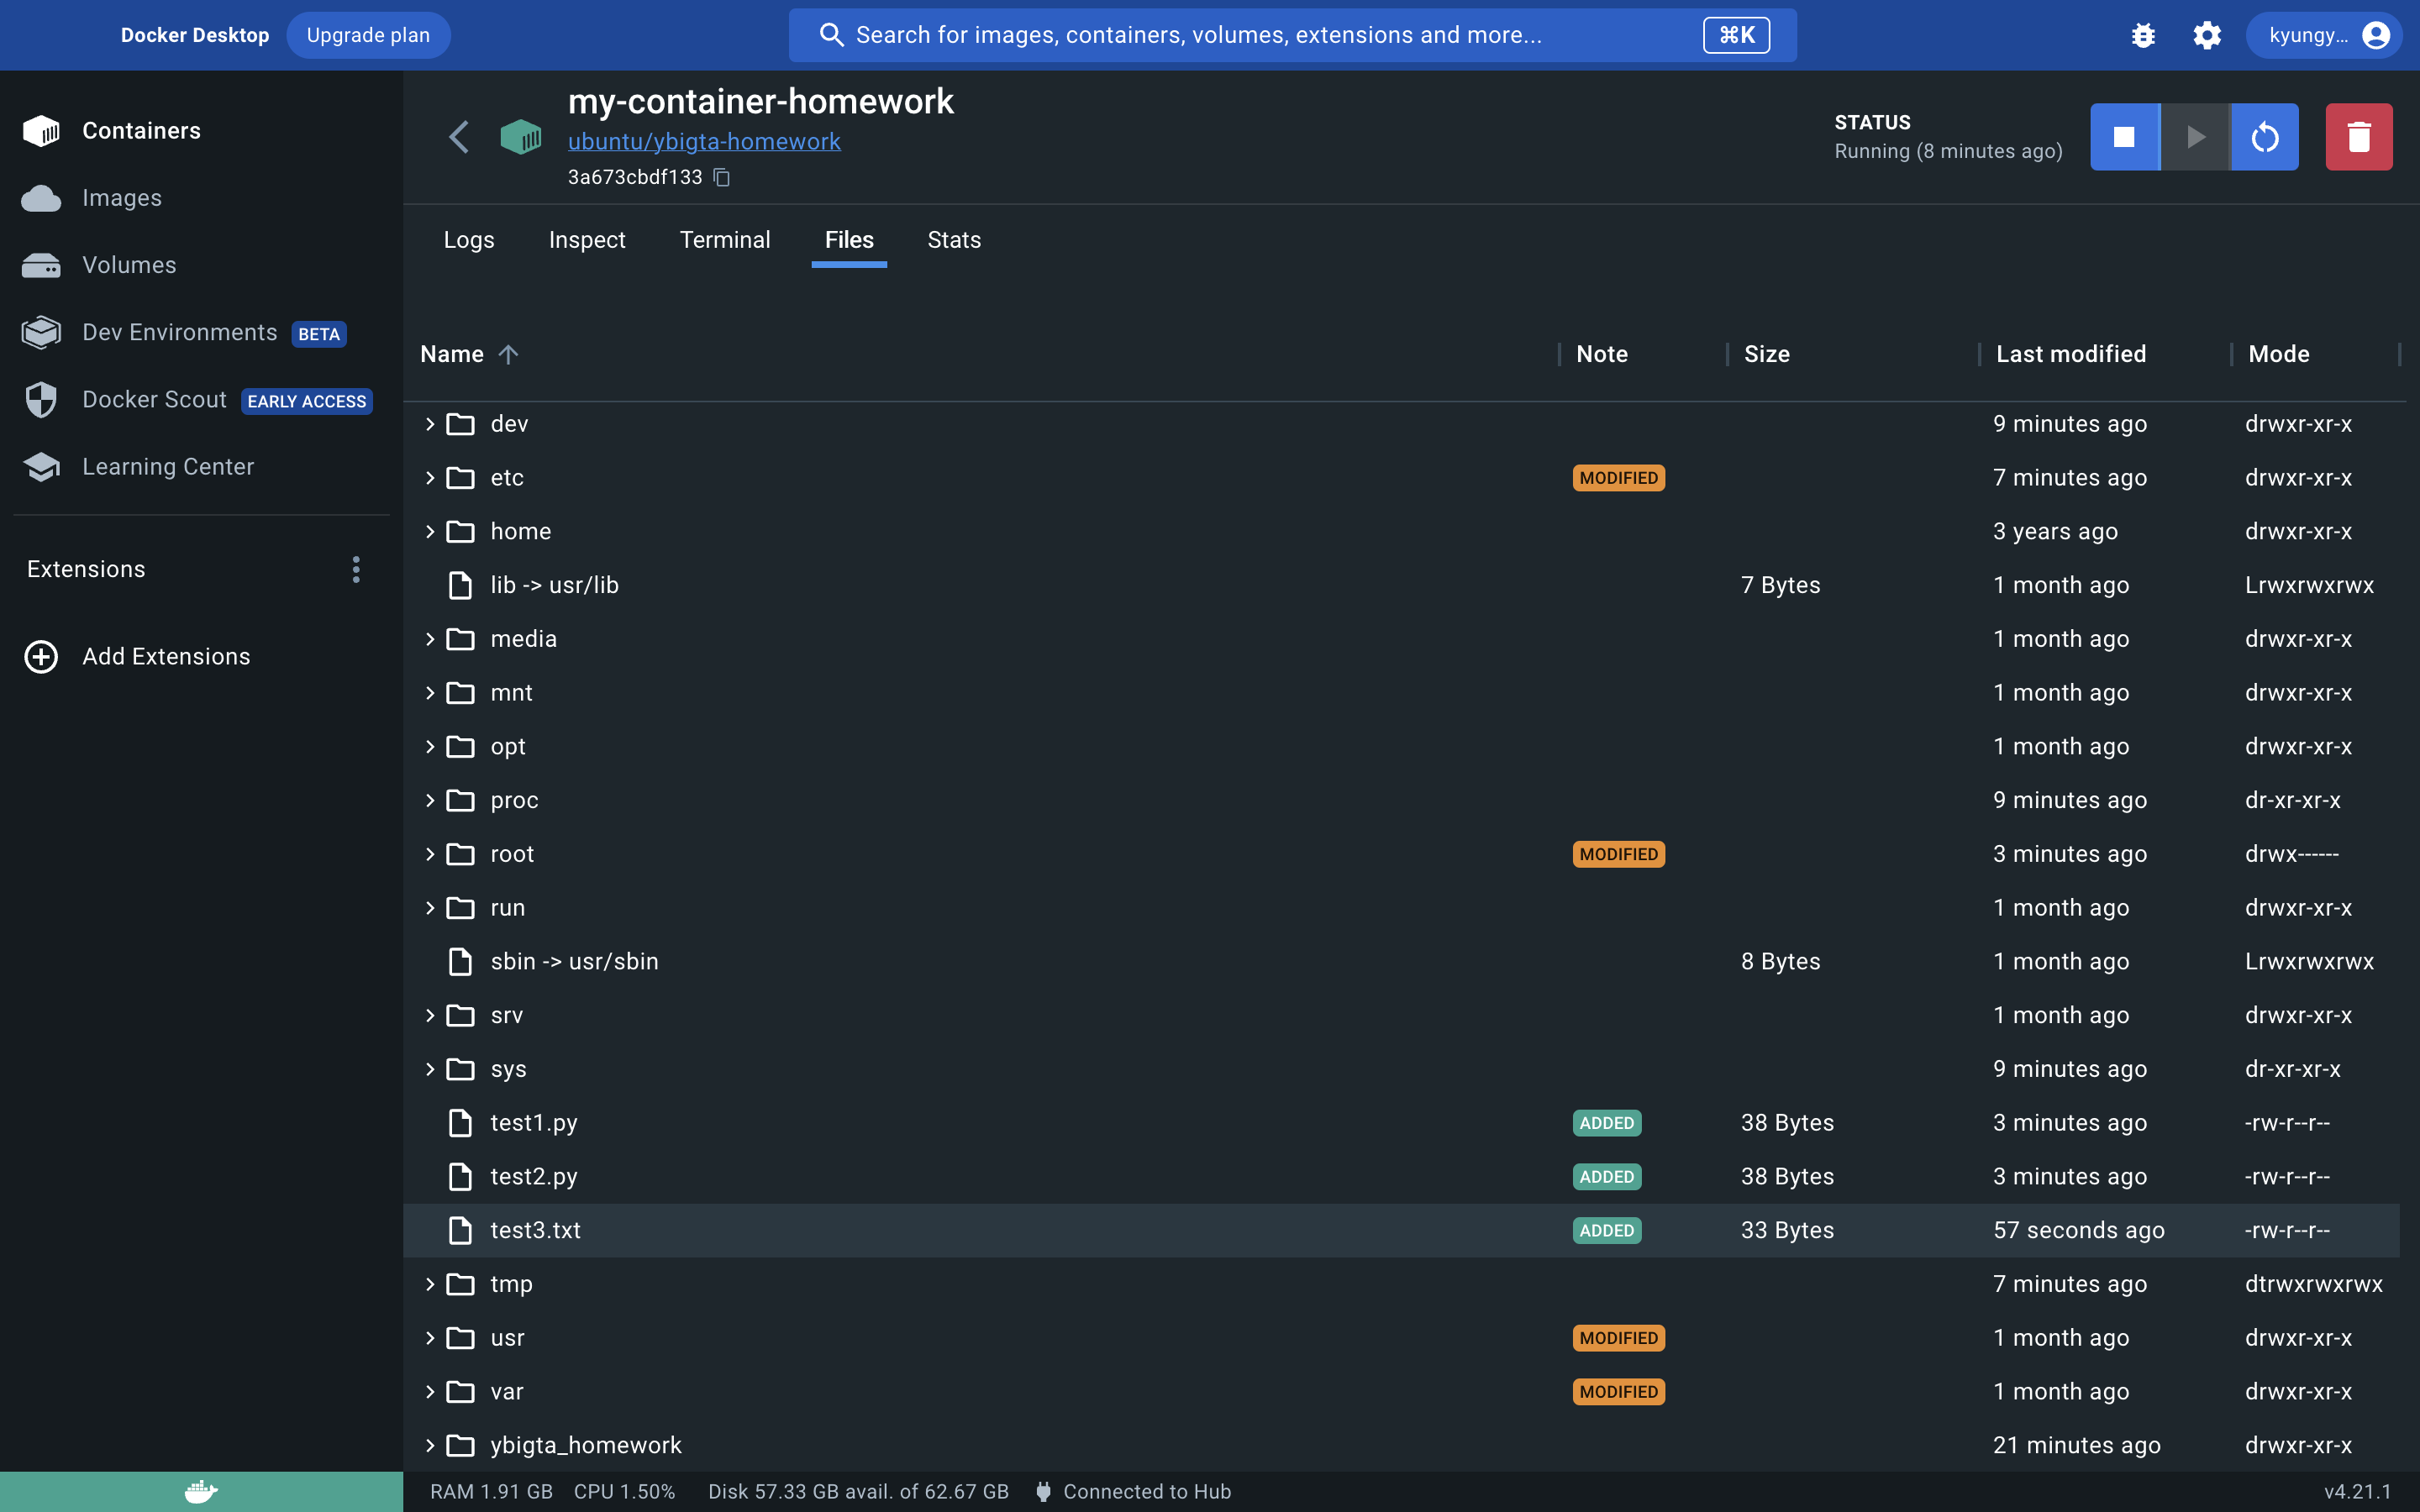 Docker Desktop Upgrade plan Search for images, containers, volumes, extensions and more... ⌘K kyungy...
Containers
Images
Volumes
Dev Environments BETA
Docker Scout EARLY ACCESS
Learning Center
Extensions
Add Extensions
my-container-homework
ubuntu/ybigta-homework
3a673cbdf133
STATUS
Running (8 minutes ago)
Logs Inspect Terminal Files Stats
Name Note Size Last modified Mode
dev 9 minutes ago drwxr-xr-x
etc MODIFIED 7 minutes ago drwxr-xr-x
home 3 years ago drwxr-xr-x
lib -> usr/lib 7 Bytes 1 month ago Lrwxrwxrwx
media 1 month ago drwxr-xr-x
mnt 1 month ago drwxr-xr-x
opt 1 month ago drwxr-xr-x
proc 9 minutes ago dr-xr-xr-x
root MODIFIED 3 minutes ago drwx------
run 1 month ago drwxr-xr-x
sbin -> usr/sbin 8 Bytes 1 month ago Lrwxrwxrwx
srv 1 month ago drwxr-xr-x
sys 9 minutes ago dr-xr-xr-x
test1.py ADDED 38 Bytes 3 minutes ago -rw-r--r--
test2.py ADDED 38 Bytes 3 minutes ago -rw-r--r--
test3.txt ADDED 33 Bytes 57 seconds ago -rw-r--r--
tmp 7 minutes ago dtrwxrwxrwx
usr MODIFIED 1 month ago drwxr-xr-x
var MODIFIED 1 month ago drwxr-xr-x
ybigta_homework 21 minutes ago drwxr-xr-x
RAM 1.91 GB CPU 1.50% Disk 57.33 GB avail. of 62.67 GB Connected to Hub v4.21.1